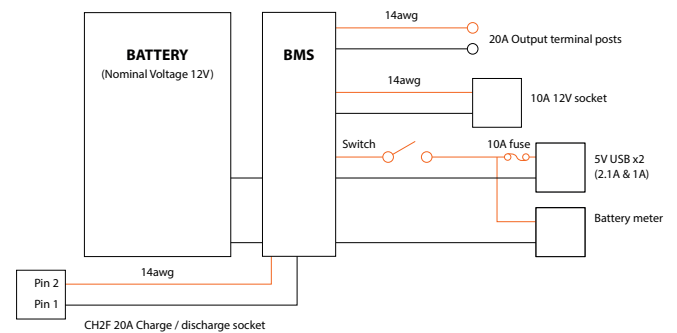 14awg
20A Output terminal posts
BATTERY
(Nominal Voltage 12V)
BMS
14awg
10A 12V socket
Switch
10A fuse
5V USB x2
(2.1A & 1A)
Battery meter
14awg
Pin 2
Pin 1
CH2F 20A Charge / discharge socket